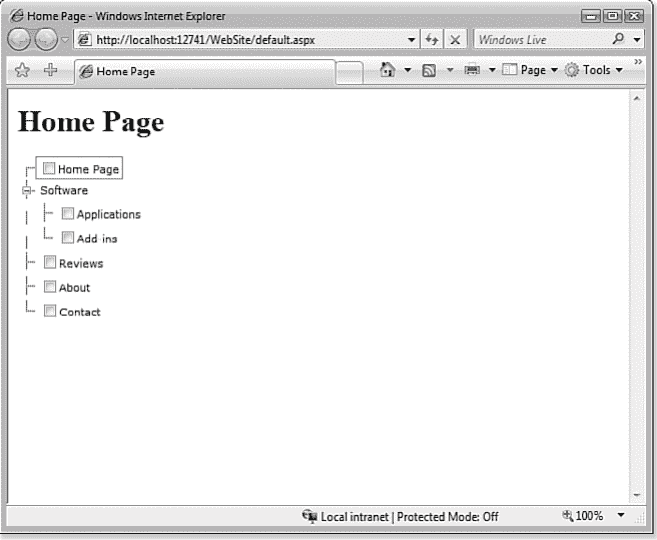 Home Page - Windows Internet Explorer
http://localhost:12741/WebSite/default.aspx
Windows Live
Home Page
Page
Tools
Home Page
Home Page
Software
Applications
Add ins
Reviews
About
Contact
Local intranet | Protected Mode: Off
100%